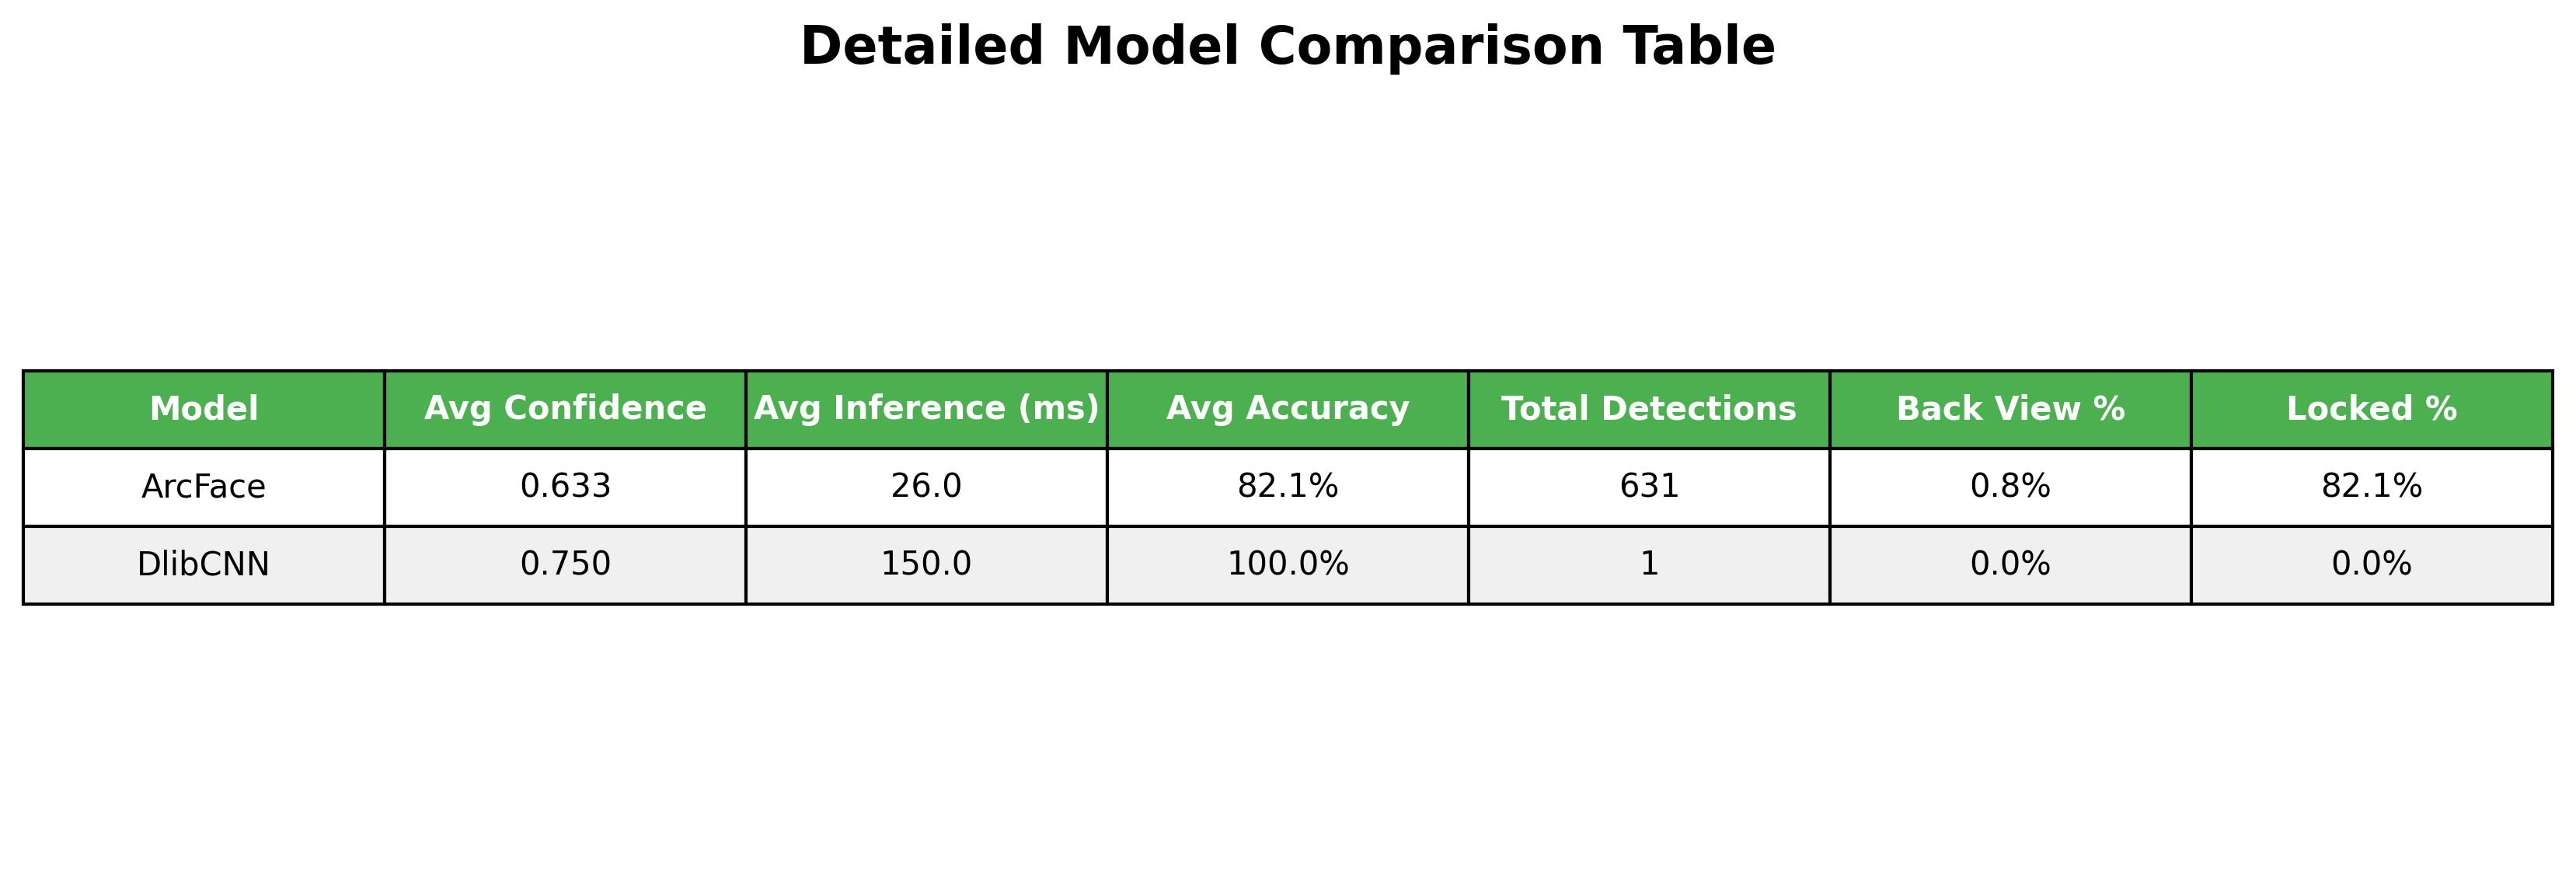 Detailed Model Comparison Table
Model Avg Confidence Avg Inference (ms) Avg Accuracy Total Detections Back View % Locked %
ArcFace 0.633 26.0 82.1% 631 0.8% 82.1%
DlibCNN 0.750 150.0 100.0% 1 0.0% 0.0%